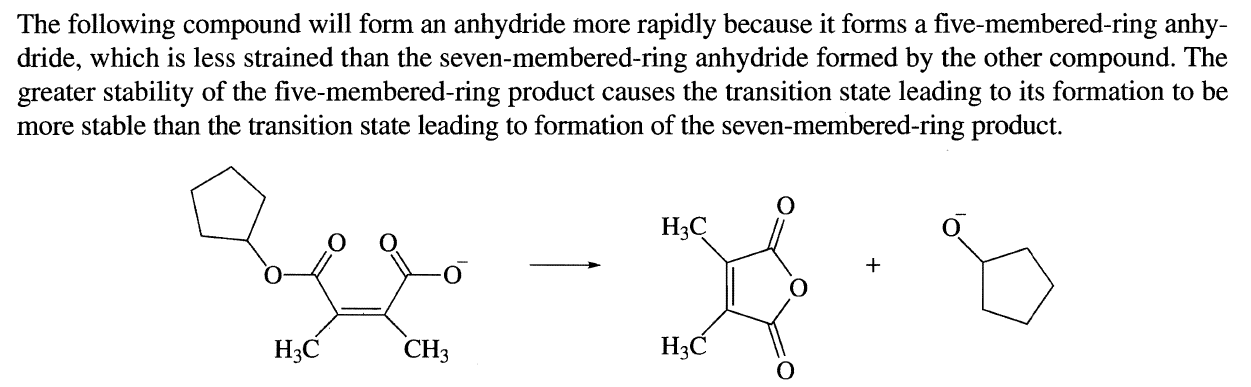 The following compound will form an anhydride more rapidly because it forms a five-membered-ring anhy-
dride, which is less strained than the seven-membered-ring anhydride formed by the other compound. The
greater stability of the five-membered-ring product causes the transition state leading to its formation to be
more stable than the transition state leading to formation of the seven-membered-ring product.
O O O⁻ O
H₃C CH₃
H₃C O O H₃C O
+
O⁻